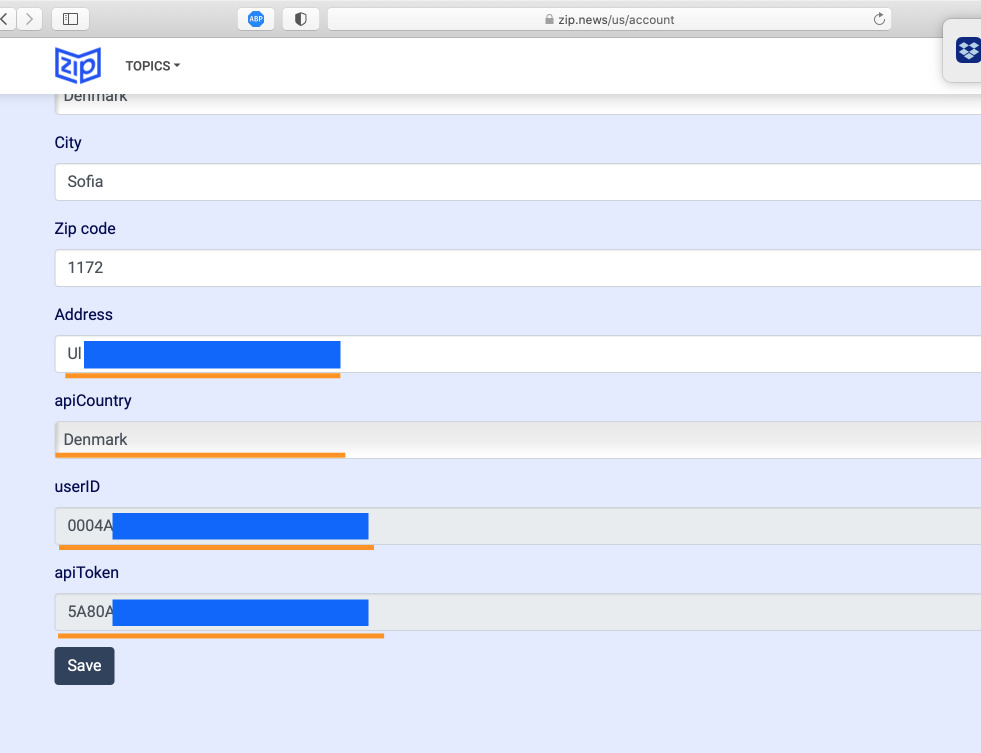 ABP
zip.news/us/account
zip
TOPICS
Denmark
City
Sofia
Zip code
1172
Address
Ul
apiCountry
Denmark
userID
0004A
apiToken
5A80A
Save